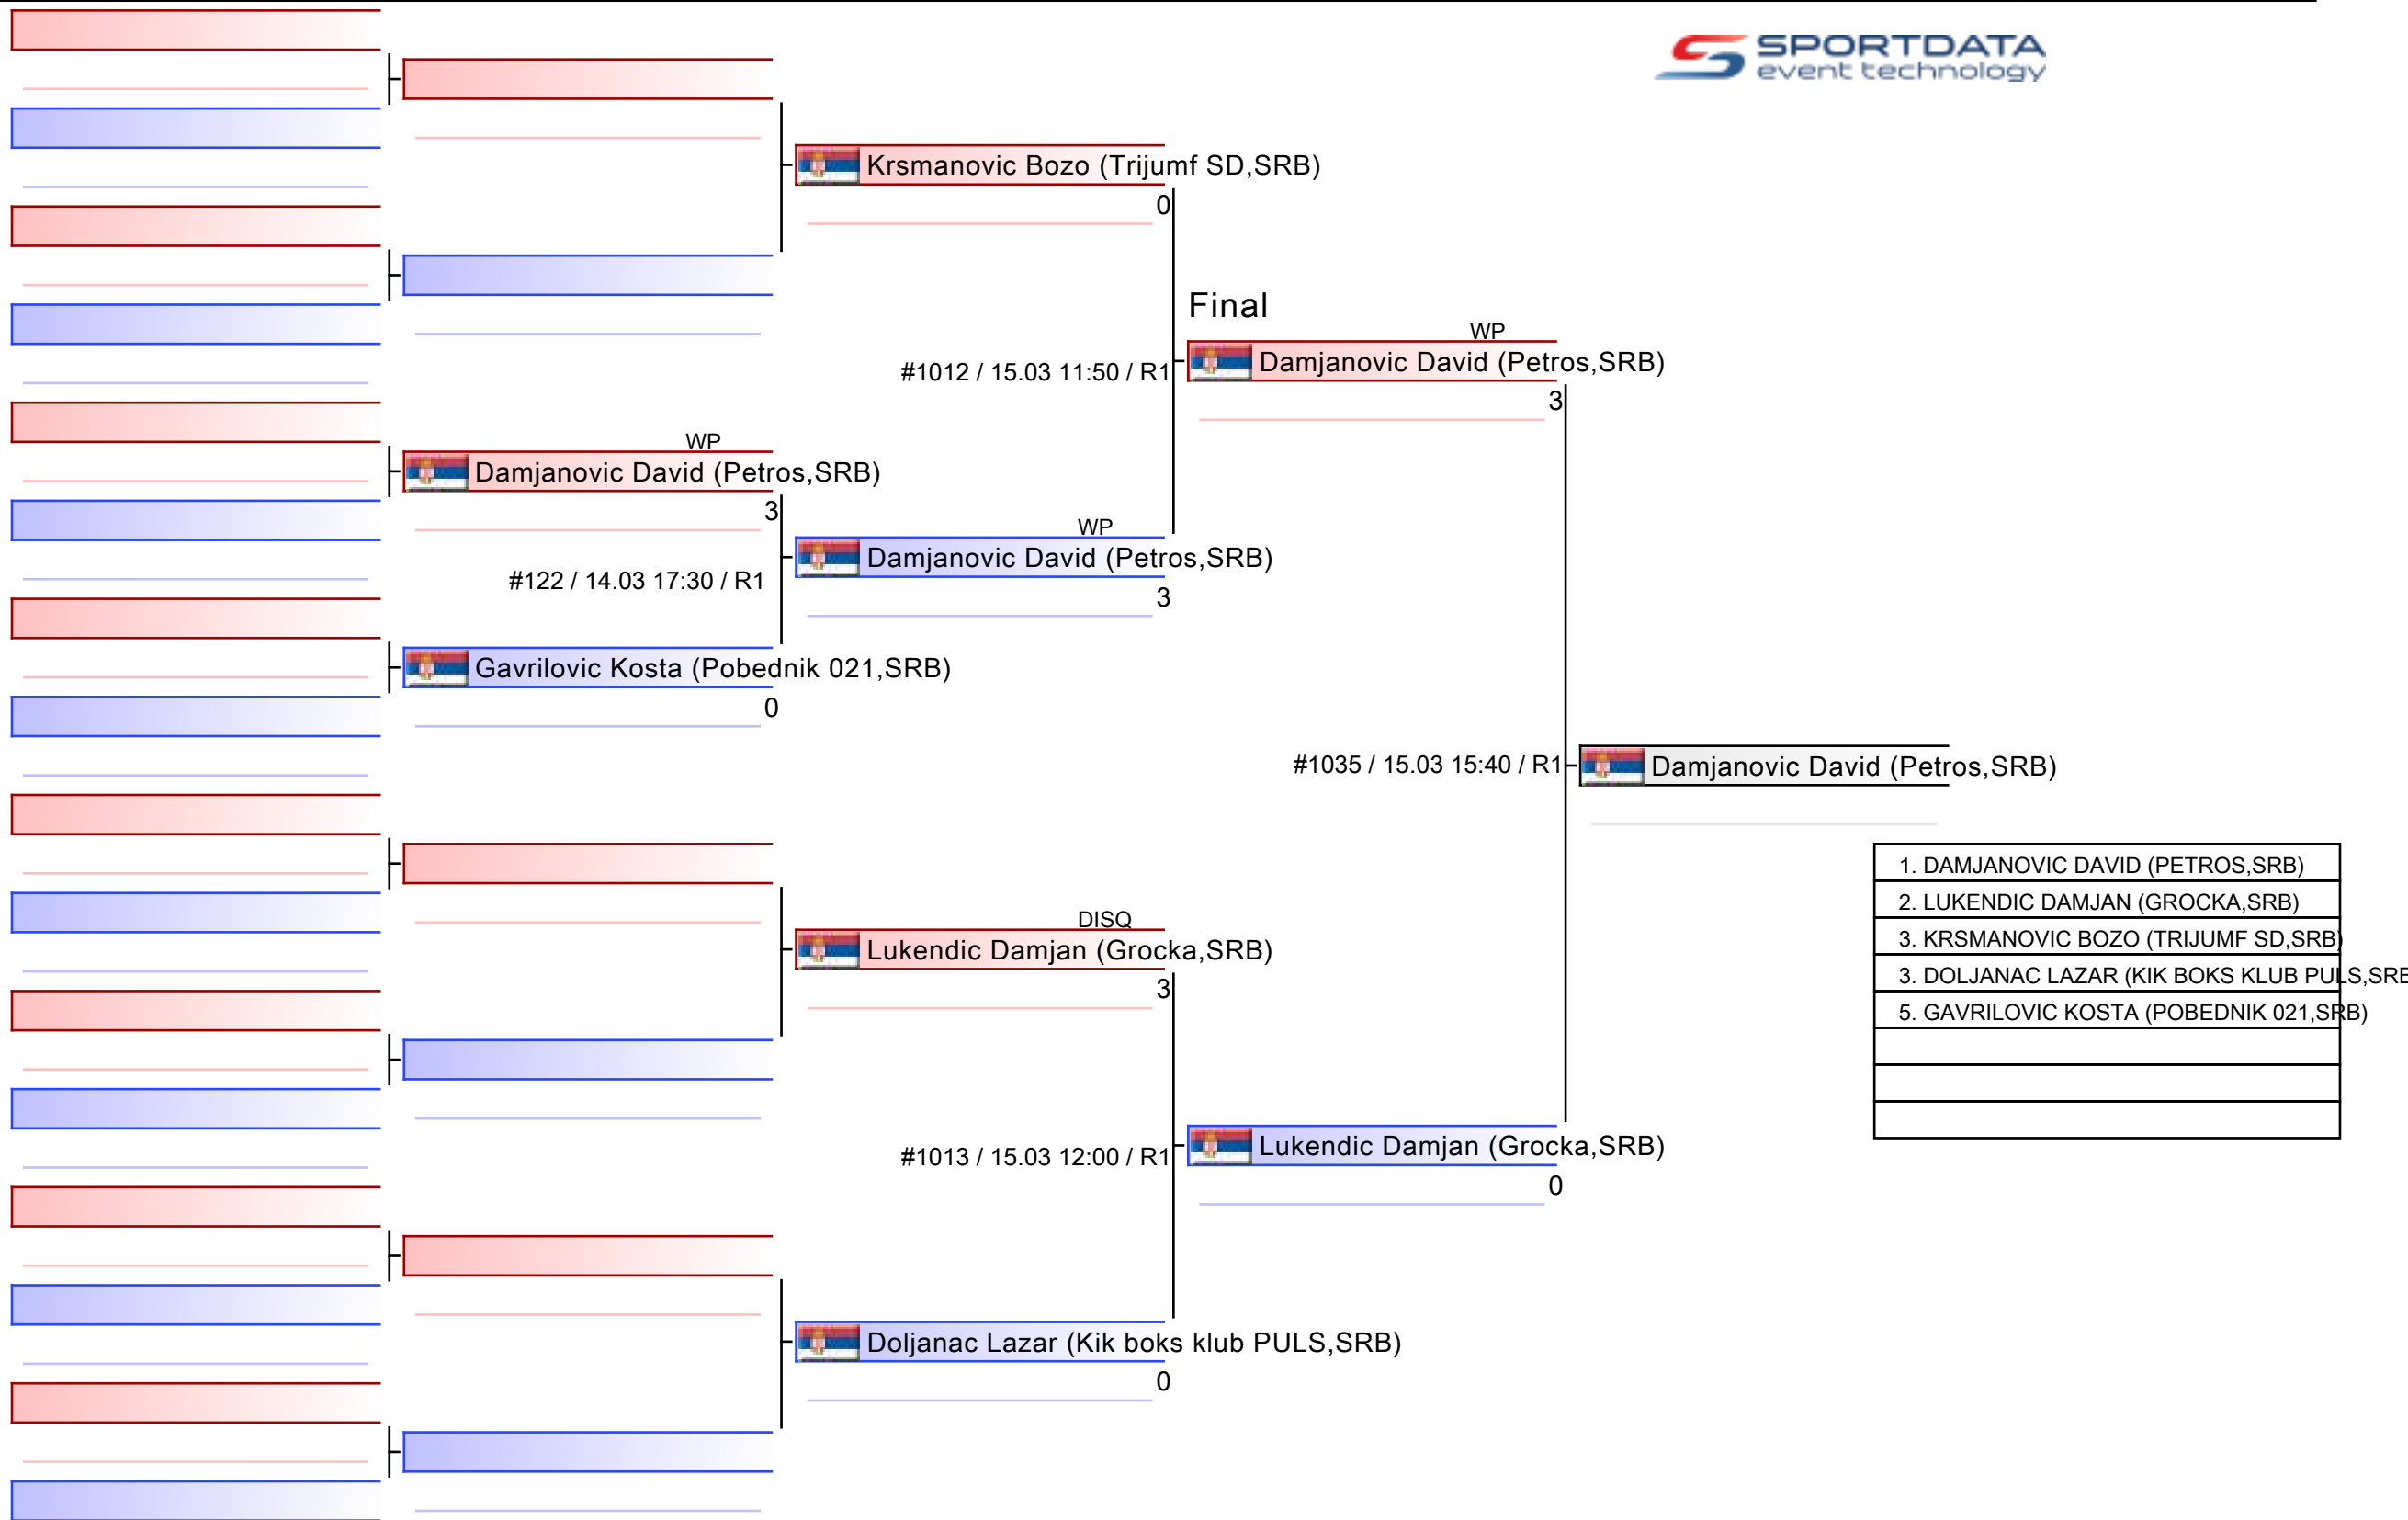 SPORTDATA
event technology
Krsmanovic Bozo (Trijumf SD,SRB)
0
Final
WP
#1012 / 15.03 11:50 / R1
Damjanovic David (Petros,SRB)
3
WP
Damjanovic David (Petros,SRB)
3
WP
#122 / 14.03 17:30 / R1
Damjanovic David (Petros,SRB)
3
Gavrilovic Kosta (Pobednik 021,SRB)
0
#1035 / 15.03 15:40 / R1
Damjanovic David (Petros,SRB)
1. DAMJANOVIC DAVID (PETROS,SRB)
2. LUKENDIC DAMJAN (GROCKA,SRB)
3. KRSMANOVIC BOZO (TRIJUMF SD,SRB)
3. DOLJANAC LAZAR (KIK BOKS KLUB PULS,SRB
5. GAVRILOVIC KOSTA (POBEDNIK 021,SRB)
DISQ
Lukendic Damjan (Grocka,SRB)
3
#1013 / 15.03 12:00 / R1
Lukendic Damjan (Grocka,SRB)
0
Doljanac Lazar (Kik boks klub PULS,SRB)
0